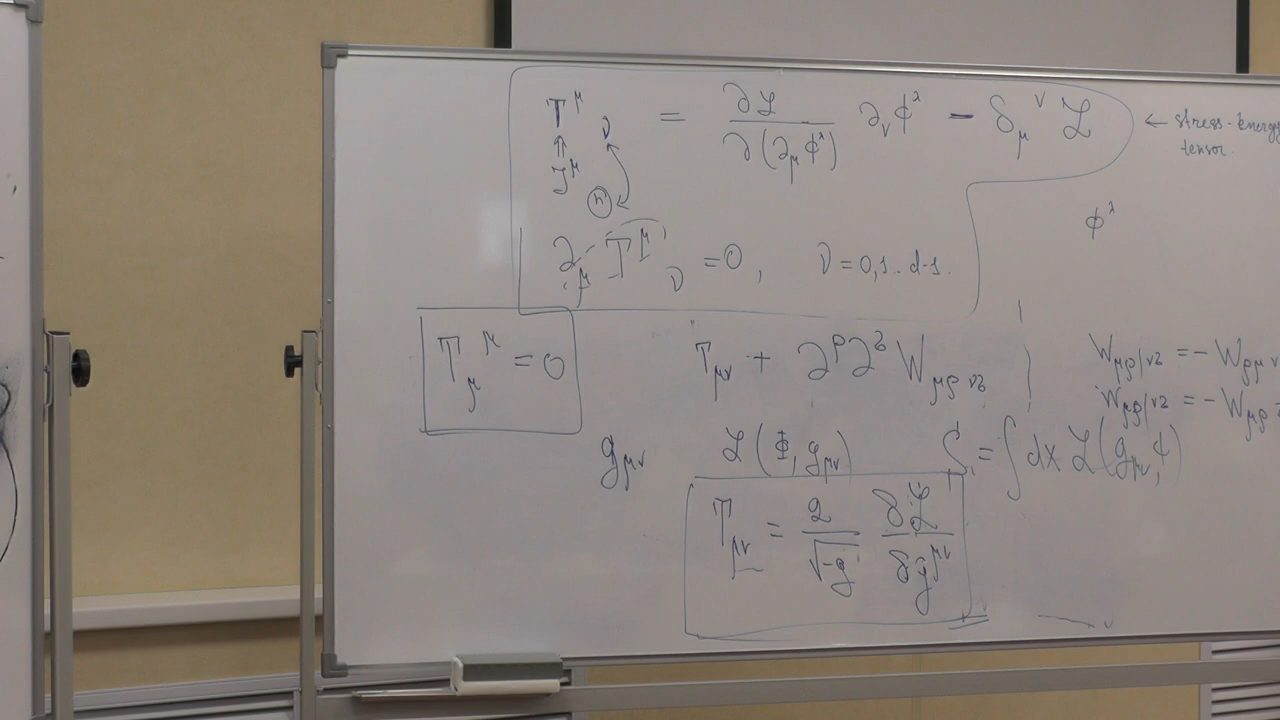 T^μ_ν = ∂ℒ / ∂(∂_μ ϕ^λ) ∂_ν ϕ^λ − δ_μ^ν ℒ ← stress-energy tensor.
⇑ J^μ
ϕ^λ
∂_μ T^μ_ν = 0, ν = 0,1..d-1.
T_μ^μ = 0
T_μν + ∂^ρ ∂^σ W_μρνσ
W_μρ|νσ = − W_ρμν
W_μρ|νσ = − W_μρ
g_μν ℒ(Φ, g_μν) S = ∫ dx ℒ(g_μν, ϕ)
T_μν = 2/√-g δℒ/δg^μν